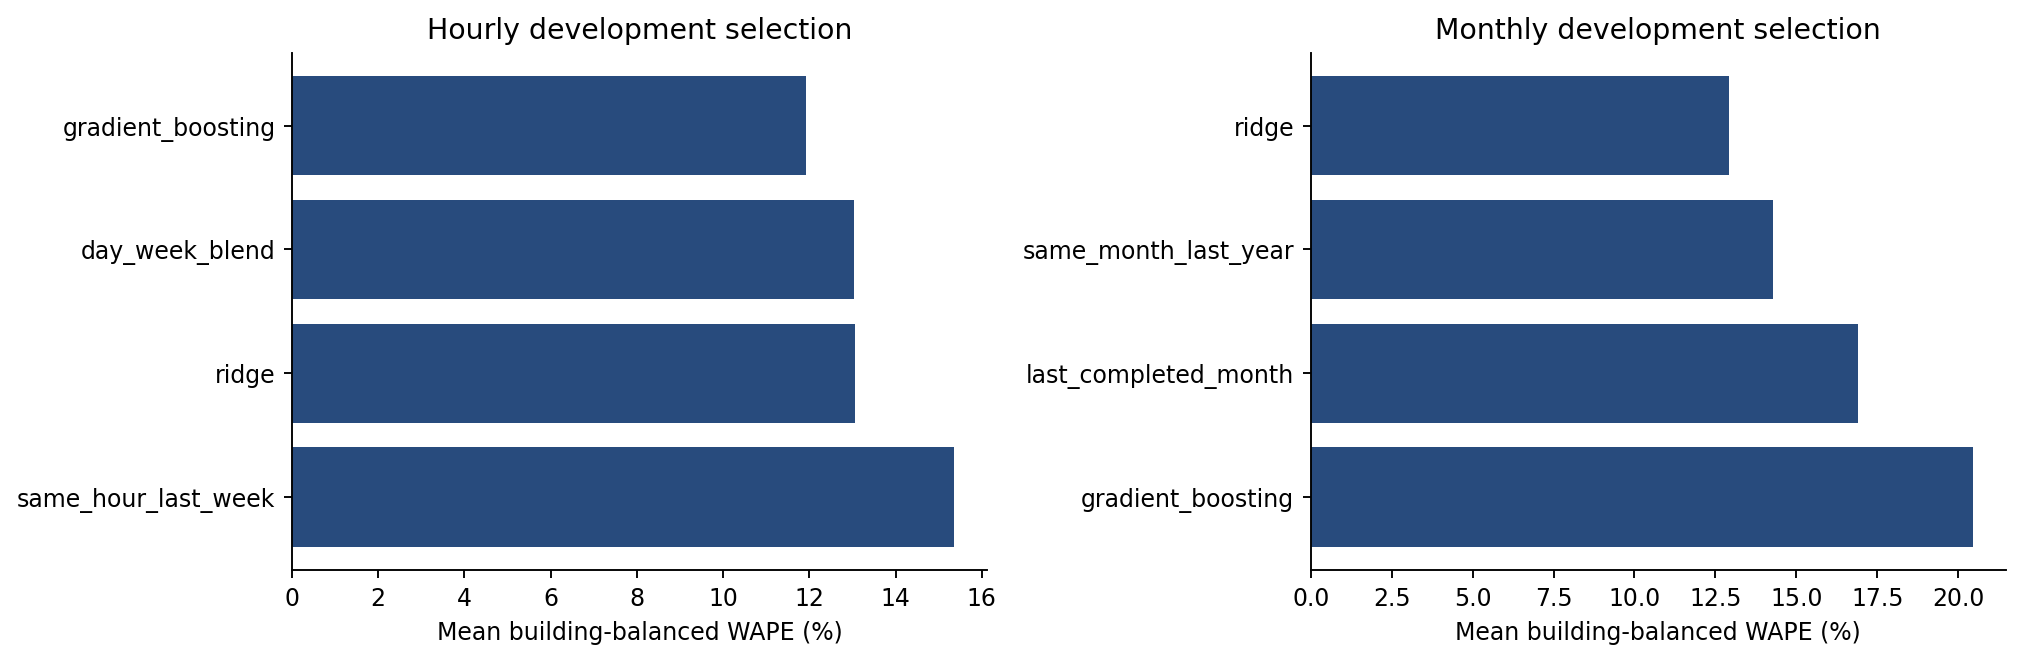 Hourly development selection
gradient_boosting
day_week_blend
ridge
same_hour_last_week
0 2 4 6 8 10 12 14 16
Mean building-balanced WAPE (%)
Monthly development selection
ridge
same_month_last_year
last_completed_month
gradient_boosting
0.0 2.5 5.0 7.5 10.0 12.5 15.0 17.5 20.0
Mean building-balanced WAPE (%)